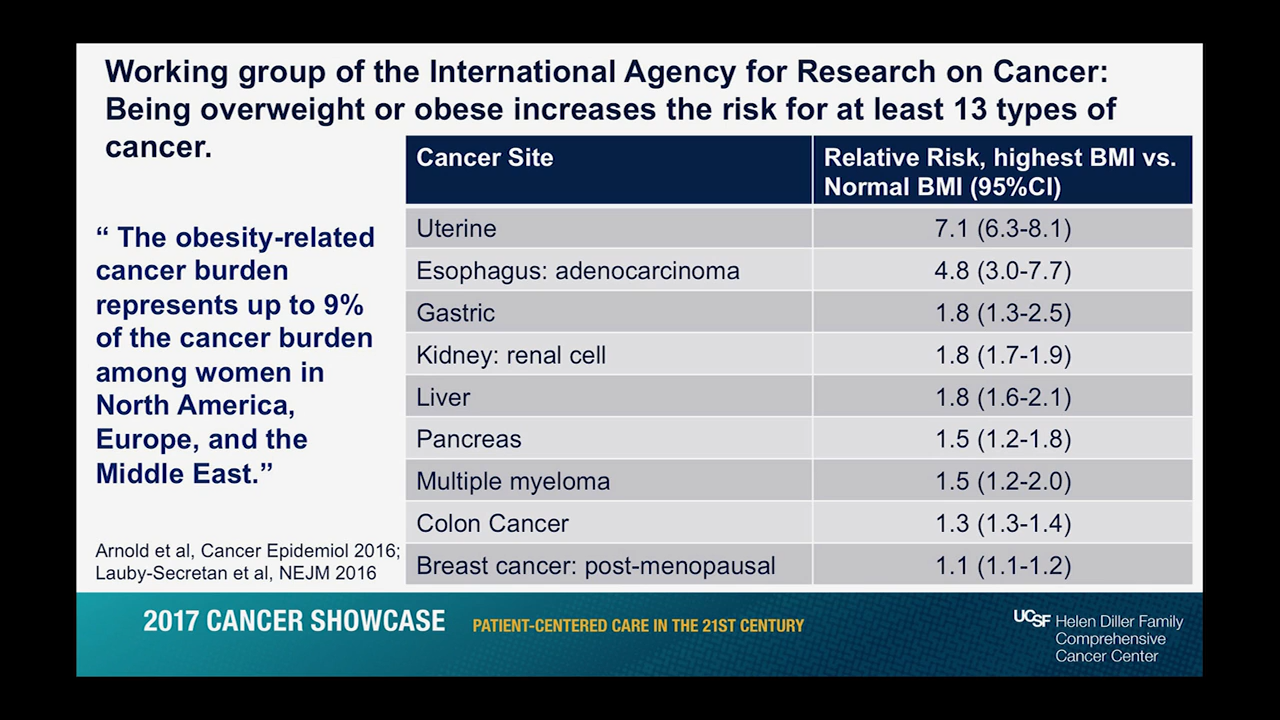 Working group of the International Agency for Research on Cancer:
Being overweight or obese increases the risk for at least 13 types of
cancer.
“ The obesity-related
cancer burden
represents up to 9%
of the cancer burden
among women in
North America,
Europe, and the
Middle East.”
Arnold et al, Cancer Epidemiol 2016;
Lauby-Secretan et al, NEJM 2016
Cancer Site Relative Risk, highest BMI vs.
Normal BMI (95%CI)
Uterine 7.1 (6.3-8.1)
Esophagus: adenocarcinoma 4.8 (3.0-7.7)
Gastric 1.8 (1.3-2.5)
Kidney: renal cell 1.8 (1.7-1.9)
Liver 1.8 (1.6-2.1)
Pancreas 1.5 (1.2-1.8)
Multiple myeloma 1.5 (1.2-2.0)
Colon Cancer 1.3 (1.3-1.4)
Breast cancer: post-menopausal 1.1 (1.1-1.2)
2017 CANCER SHOWCASE PATIENT-CENTERED CARE IN THE 21ST CENTURY
UCSF Helen Diller Family
Comprehensive
Cancer Center